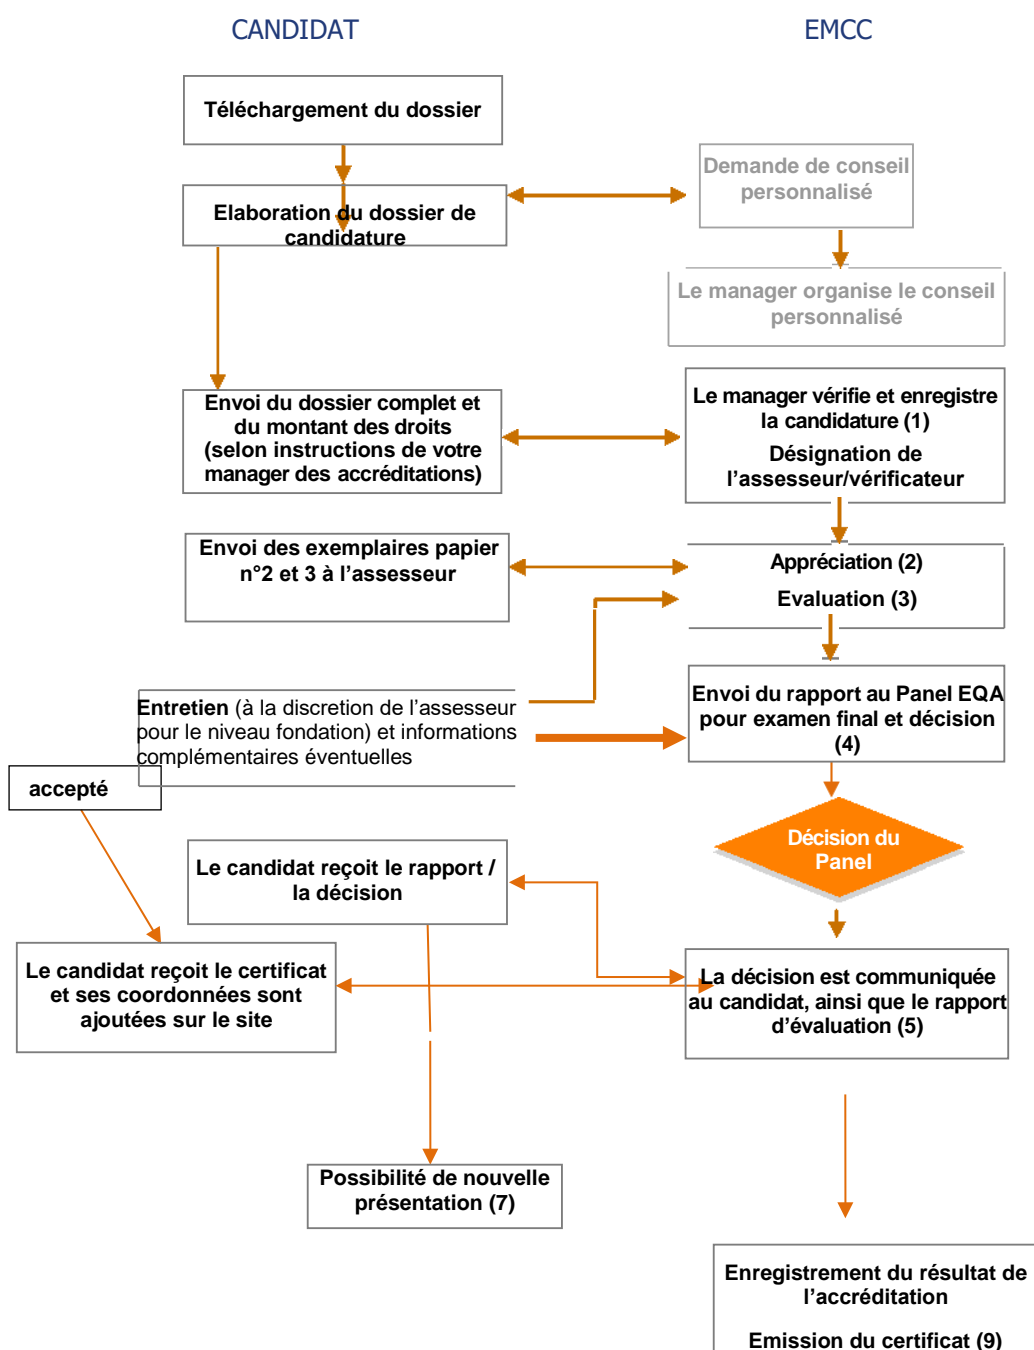 CANDIDAT
EMCC
Téléchargement du dossier
Demande de conseil
personnalisé
Elaboration du dossier de
candidature
Le manager organise le conseil
personnalisé
Envoi du dossier complet et
du montant des droits
(selon instructions de votre
manager des accréditations)
Le manager vérifie et enregistre
la candidature (1)
Désignation de
l’assesseur/vérificateur
Envoi des exemplaires papier
n°2 et 3 à l’assesseur
Appréciation (2)
Evaluation (3)
Entretien (à la discretion de l’assesseur
pour le niveau fondation) et informations
complémentaires éventuelles
Envoi du rapport au Panel EQA
pour examen final et décision
(4)
accepté
Décision du
Panel
Le candidat reçoit le rapport /
la décision
Le candidat reçoit le certificat
et ses coordonnées sont
ajoutées sur le site
La décision est communiquée
au candidat, ainsi que le rapport
d’évaluation (5)
Possibilité de nouvelle
présentation (7)
Enregistrement du résultat de
l’accréditation
Emission du certificat (9)